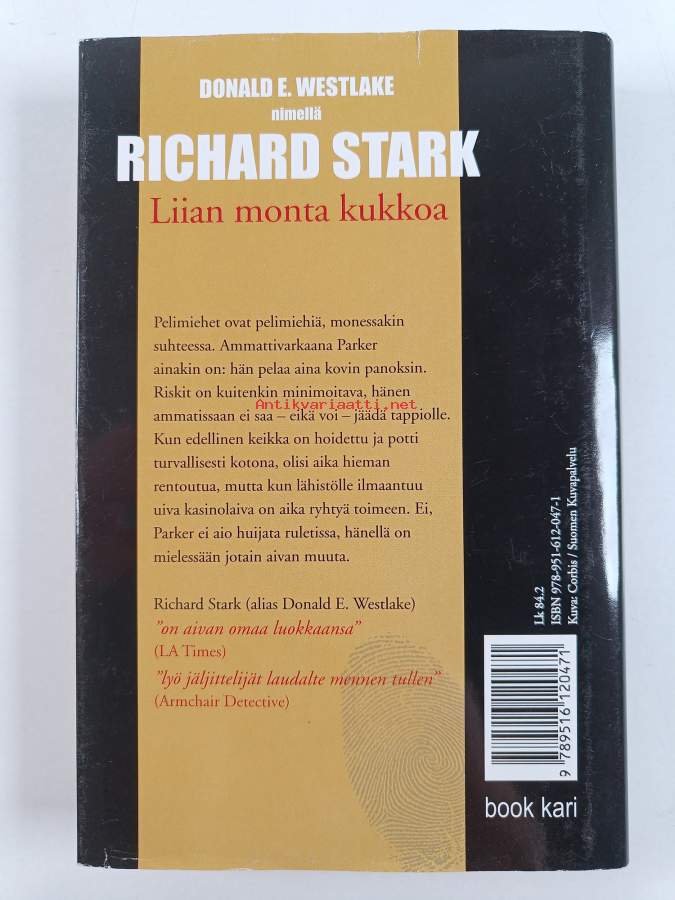 DONALD E. WESTLAKE
nimellä
RICHARD STARK
Liian monta kukkoa
Pelimiehet ovat pelimiehiä, monessakin
suhteessa. Ammattivarkaana Parker
ainakin on: hän pelaa aina kovin panoksin.
Riskit on kuitenkin minimoitava, hänen
Antikvariaatti.net
ammatissaan ei saa – eikä voi – jäädä tappiolle.
Kun edellinen keikka on hoidettu ja potti
turvallisesti kotona, olisi aika hieman
rentoutua, mutta kun lähistölle ilmaantuu
uiva kasinolaiva on aika ryhtyä toimeen. Ei,
Parker ei aio huijata ruletissa, hänellä on
mielessään jotain aivan muuta.
Richard Stark (alias Donald E. Westlake)
”on aivan omaa luokkaansa”
(LA Times)
”lyö jäljittelijät laudalta mennen tullen”
(Armchair Detective)
Lk 84.2
ISBN 978-951-612-047-1
Kuva: Corbis / Suomen Kuvapalvelu
9 789516 120471
book kari